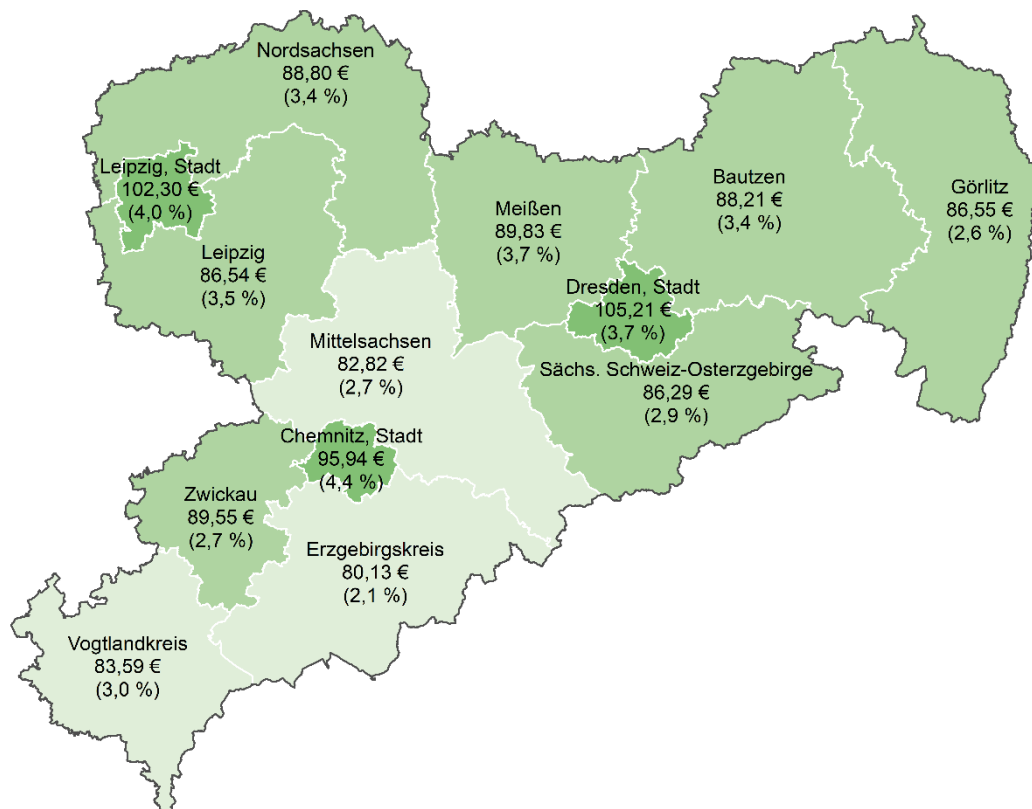 Nordsachsen
88,80 €
(3,4 %)
Leipzig, Stadt
102,30 €
(4,0 %)
Leipzig
86,54 €
(3,5 %)
Meißen
89,83 €
(3,7 %)
Bautzen
88,21 €
(3,4 %)
Görlitz
86,55 €
(2,6 %)
Dresden, Stadt
105,21 €
(3,7 %)
Mittelsachsen
82,82 €
(2,7 %)
Sächs. Schweiz-Osterzgebirge
86,29 €
(2,9 %)
Chemnitz, Stadt
95,94 €
(4,4 %)
Zwickau
89,55 €
(2,7 %)
Erzgebirgskreis
80,13 €
(2,1 %)
Vogtlandkreis
83,59 €
(3,0 %)